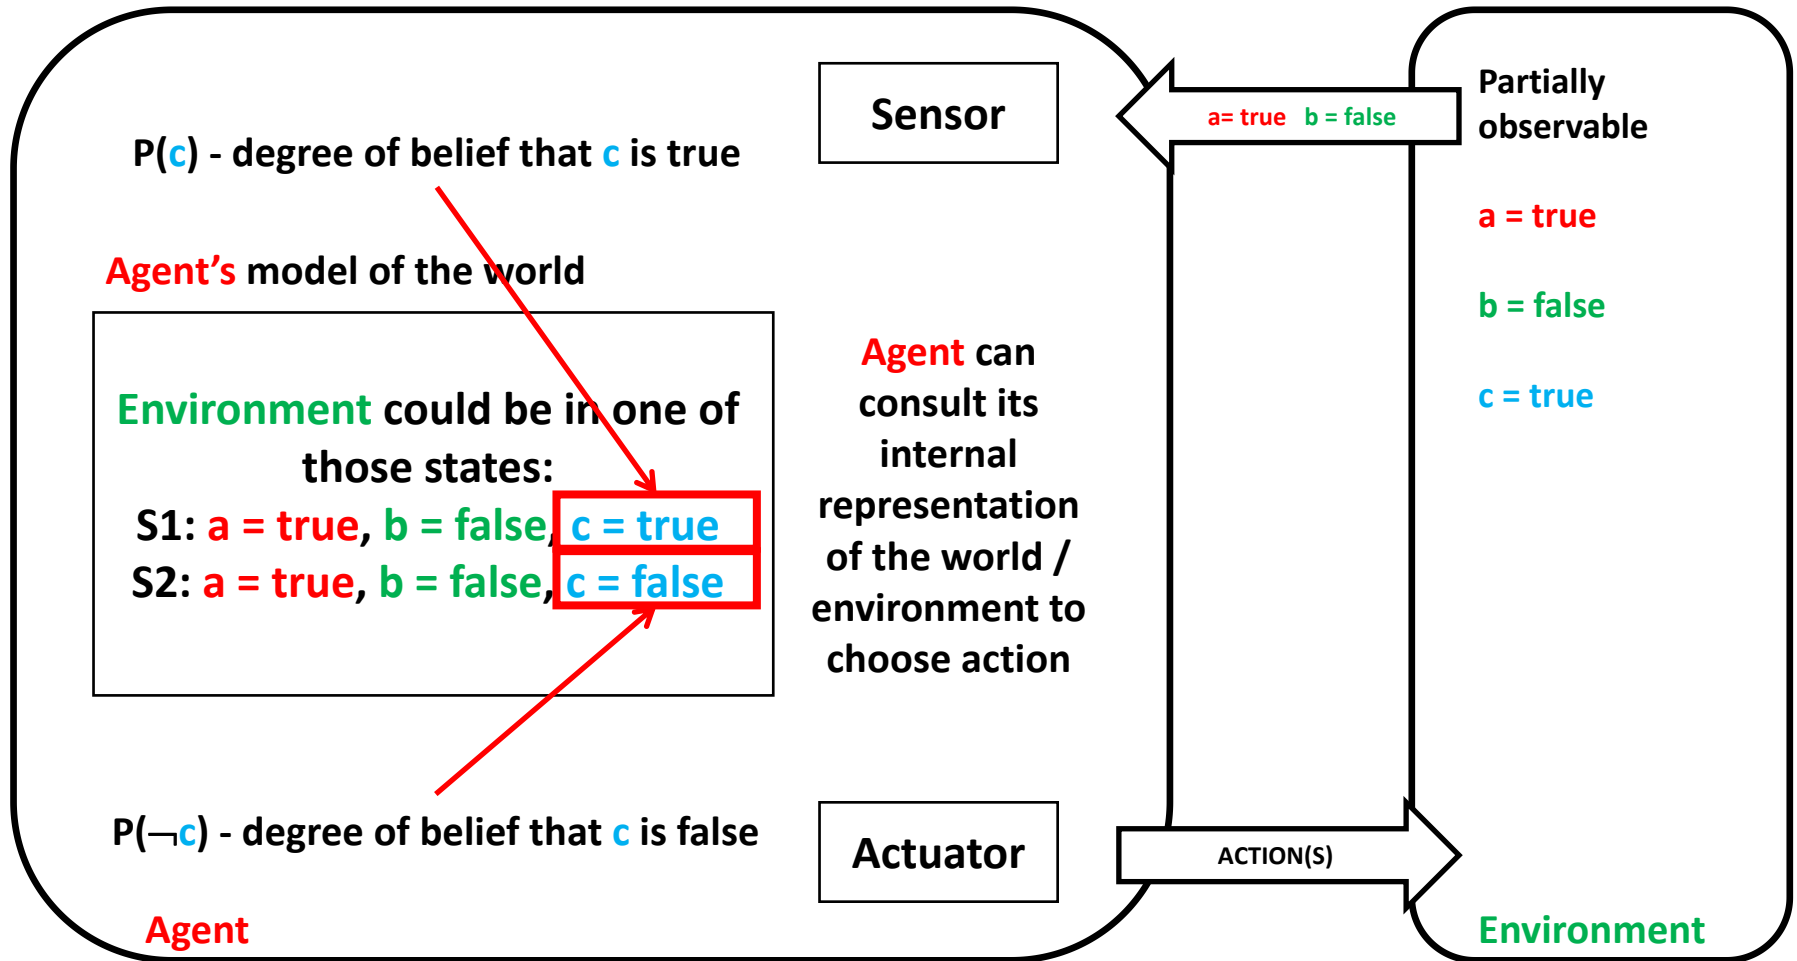 Sensor
a= true b = false
Partially
observable
P(c) - degree of belief that c is true
a = true
Agent's model of the world
b = false
Environment could be in one of
those states:
S1: a = true, b = false, c = true
S2: a = true, b = false, c = false
Agent can
consult its
internal
representation
of the world /
environment to
choose action
c = true
P(¬c) - degree of belief that c is false
Actuator
ACTION(S)
Agent
Environment